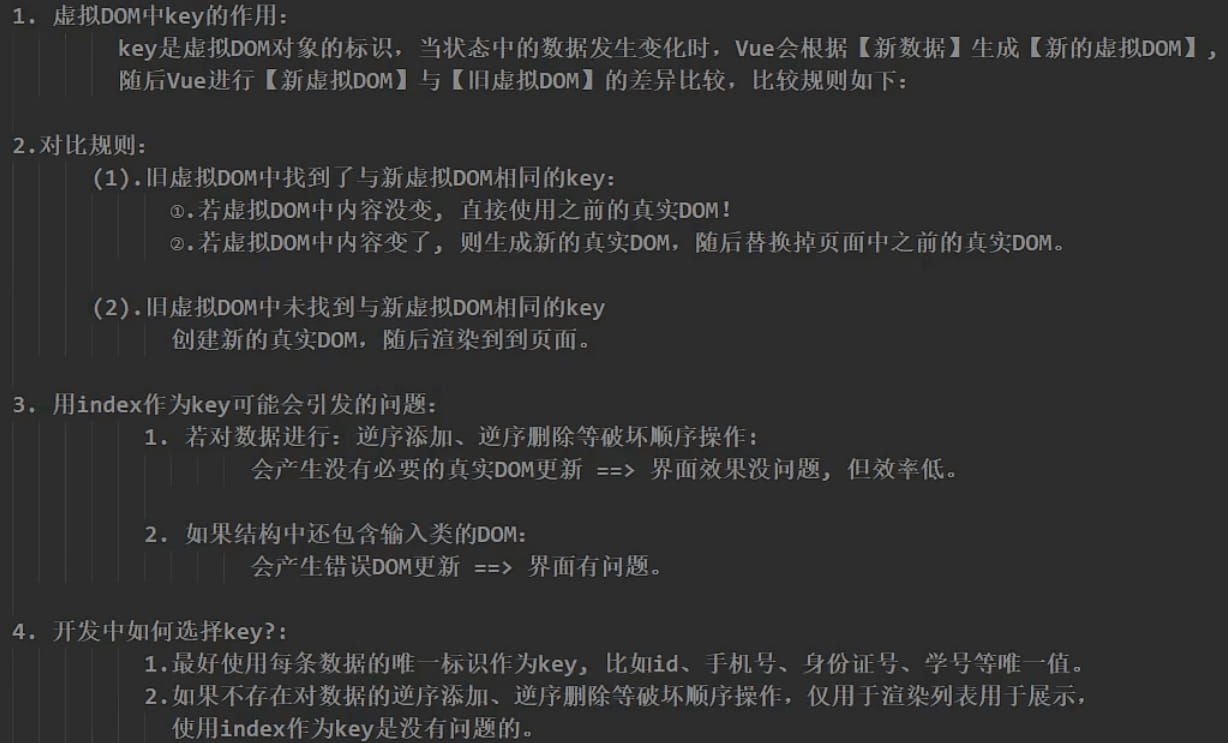 1. 虚拟DOM中key的作用:
key是虚拟DOM对象的标识, 当状态中的数据发生变化时, Vue会根据【新数据】生成【新的虚拟DOM】,
随后Vue进行【新虚拟DOM】与【旧虚拟DOM】的差异比较, 比较规则如下:
2.对比规则:
(1).旧虚拟DOM中找到了与新虚拟DOM相同的key:
①.若虚拟DOM中内容没变, 直接使用之前的真实DOM!
②.若虚拟DOM中内容变了, 则生成新的真实DOM, 随后替换掉页面中之前的真实DOM。
(2).旧虚拟DOM中未找到与新虚拟DOM相同的key
创建新的真实DOM, 随后渲染到到页面。
3. 用index作为key可能会引发的问题:
1. 若对数据进行: 逆序添加、逆序删除等破坏顺序操作:
会产生没有必要的真实DOM更新 ==> 界面效果没问题, 但效率低。
2. 如果结构中还包含输入类的DOM:
会产生错误DOM更新 ==> 界面有问题。
4. 开发中如何选择key?:
1.最好使用每条数据的唯一标识作为key, 比如id、手机号、身份证号、学号等唯一值。
2.如果不存在对数据的逆序添加、逆序删除等破坏顺序操作, 仅用于渲染列表用于展示,
使用index作为key是没有问题的。